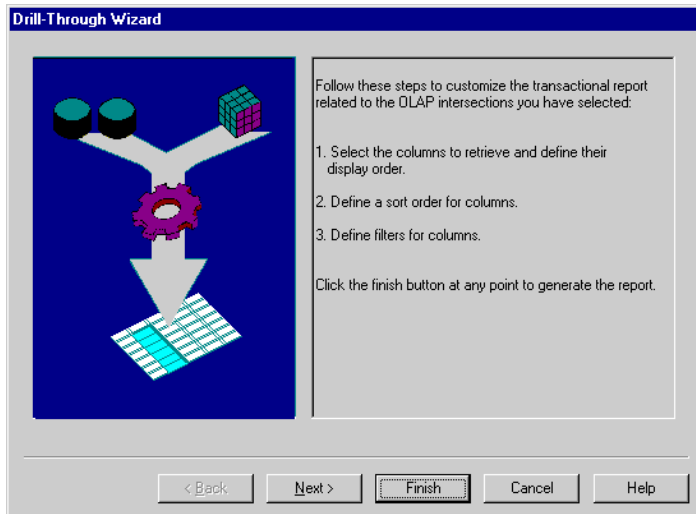 Drill-Through Wizard
Follow these steps to customize the transactional report
related to the OLAP intersections you have selected:
1. Select the columns to retrieve and define their
display order.
2. Define a sort order for columns.
3. Define filters for columns.
Click the finish button at any point to generate the report.
< Back
Next >
Finish
Cancel
Help